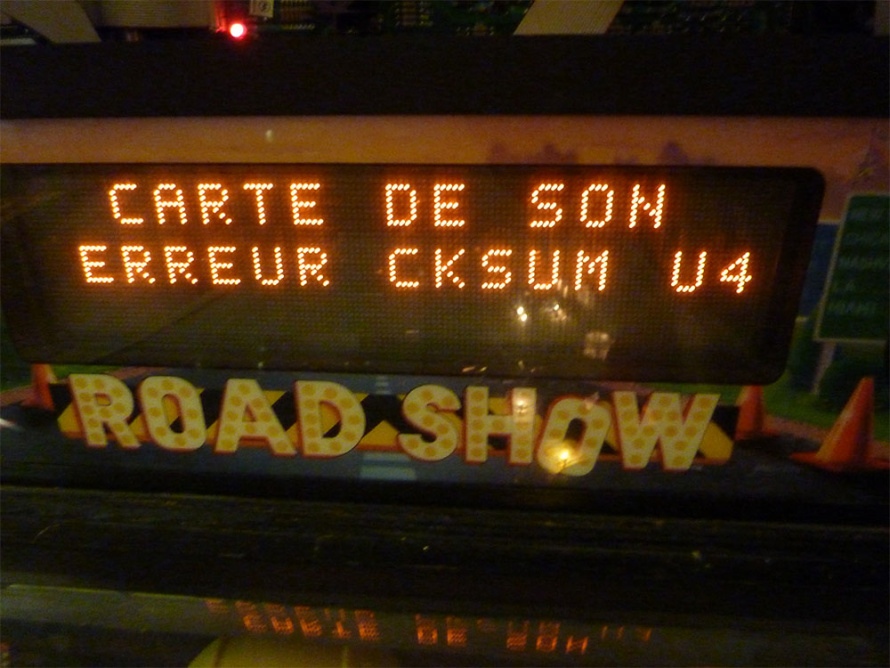 CARTE DE SON
ERREUR CKSUM U4
ROAD SHOW